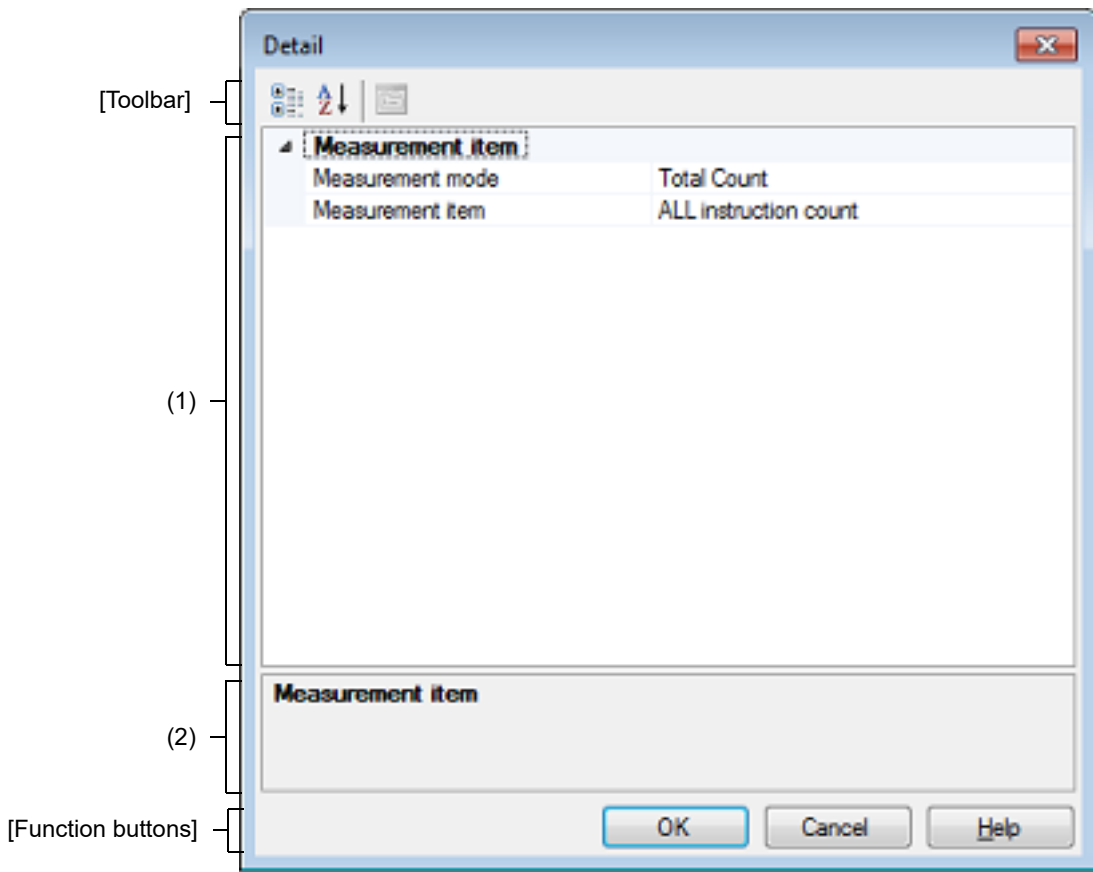 Detail
[Toolbar]
Measurement item
Measurement mode Total Count
Measurement item ALL instruction count
(1)
Measurement item
(2)
[Function buttons]
OK Cancel Help